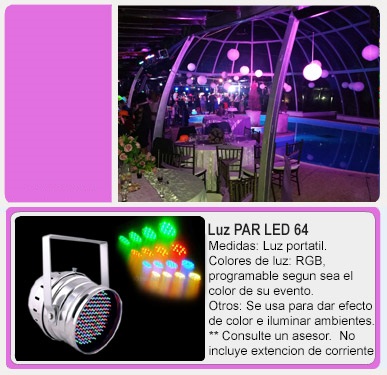 Luz PAR LED 64
Medidas: Luz portatil.
Colores de luz: RGB,
programable segun sea el
color de su evento.
Otros: Se usa para dar efecto
de color e iluminar ambientes.
** Consulte un asesor.  No
incluye extencion de corriente